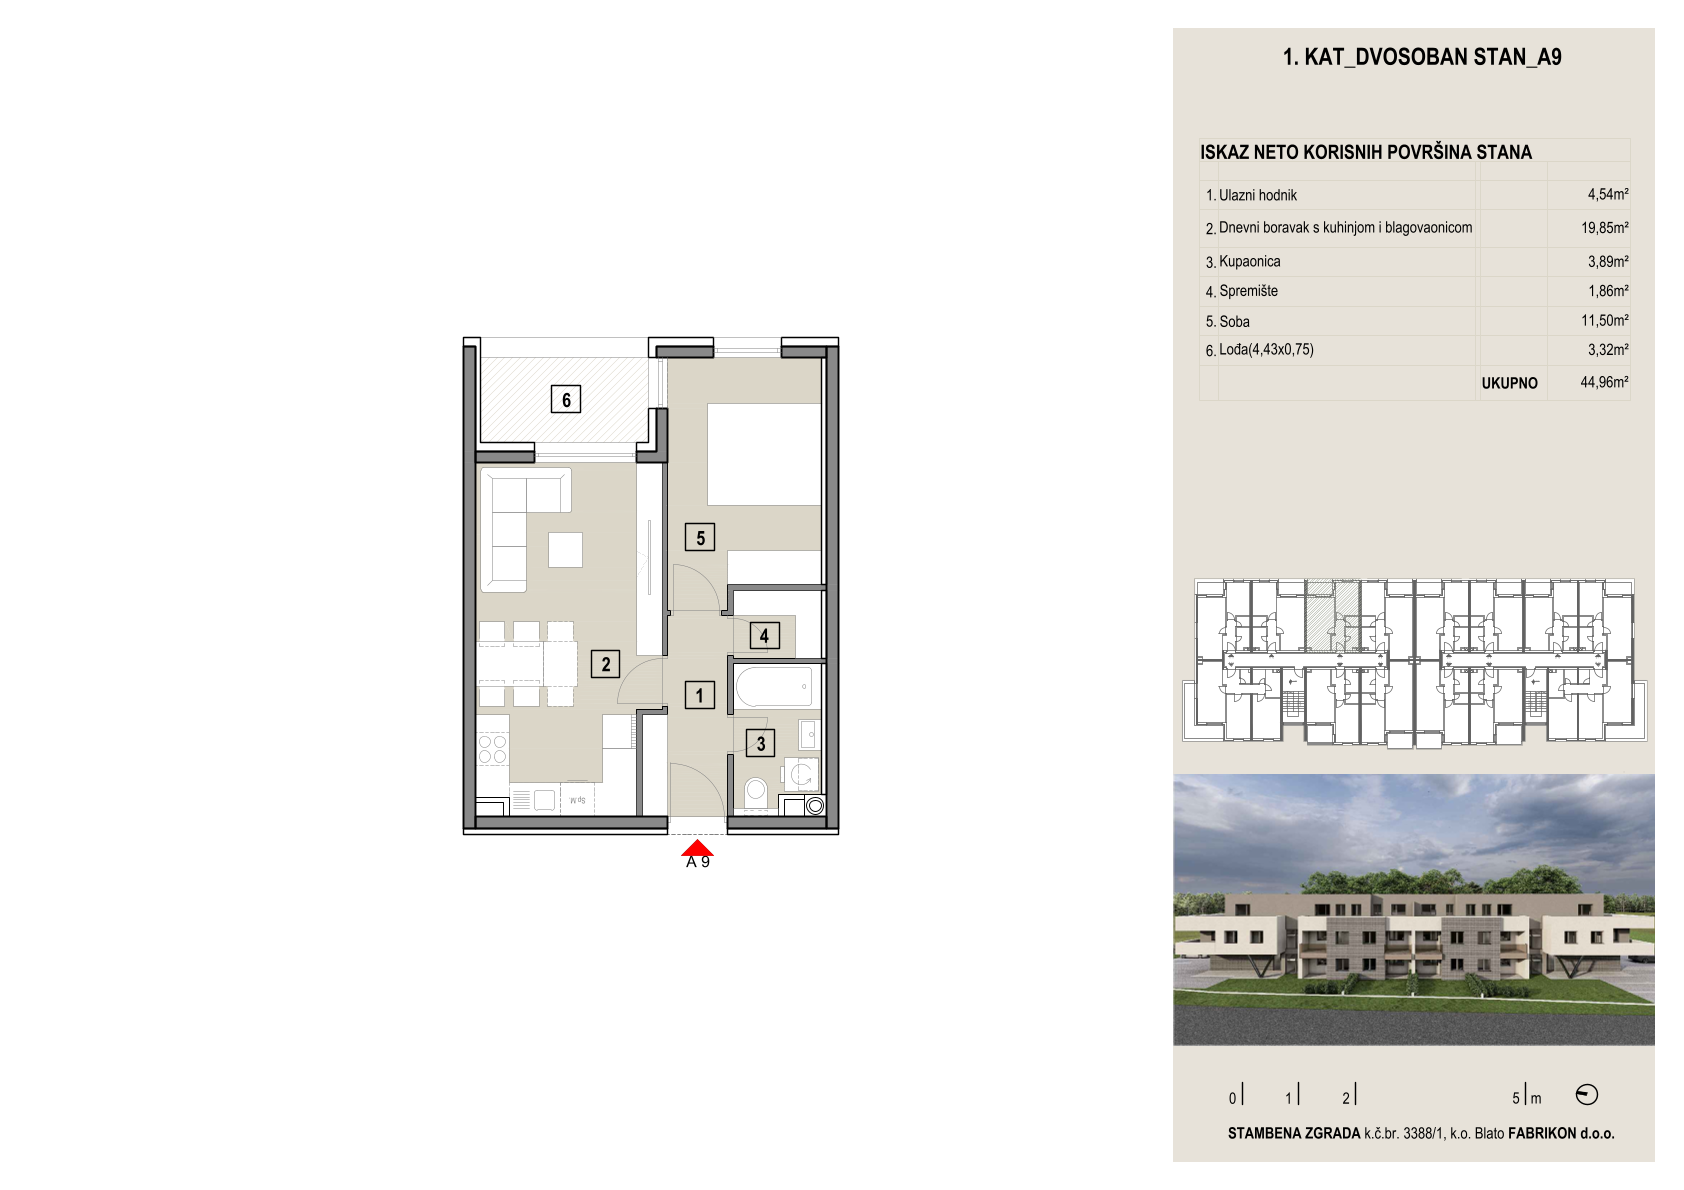 1. KAT_DVOSOBAN STAN_A9
ISKAZ NETO KORISNIH POVRŠINA STANA
1. Ulazni hodnik 4,54m²
2. Dnevni boravak s kuhinjom i blagovaonicom 19,85m²
3. Kupaonica 3,89m²
4. Spremište 1,86m²
5. Soba 11,50m²
6. Lođa(4,43x0,75) 3,32m²
UKUPNO 44,96m²
6
5
4
2
1
3
Sp.M.
A 9
0 1 2 5 m
STAMBENA ZGRADA k.č.br. 3388/1, k.o. Blato FABRIKON d.o.o.